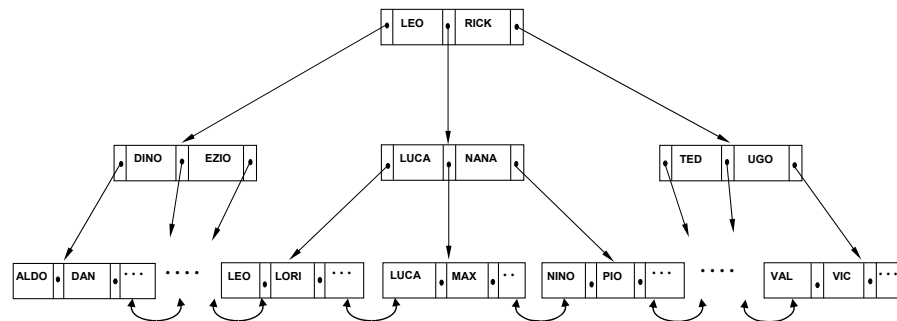 LEO RICK
DINO EZIO LUCA NANA TED UGO
ALDO DAN ... .... LEO LORI ... LUCA MAX .. NINO PIO ... .... VAL VIC ...